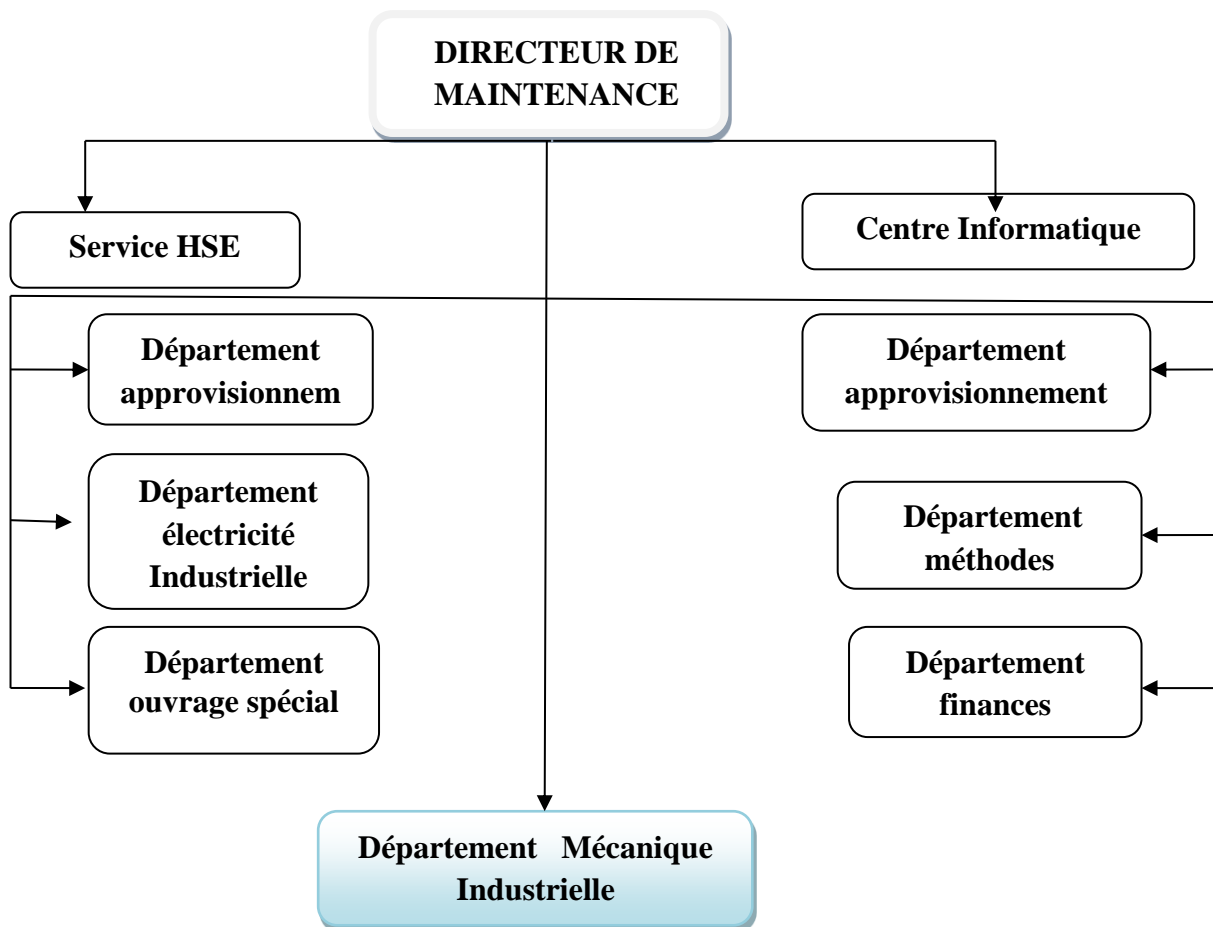 DIRECTEUR DE
MAINTENANCE
Service HSE
Centre Informatique
Département
approvisionnem
Département
approvisionnement
Département
électricité
Industrielle
Département
méthodes
Département
ouvrage spécial
Département
finances
Département Mécanique
Industrielle